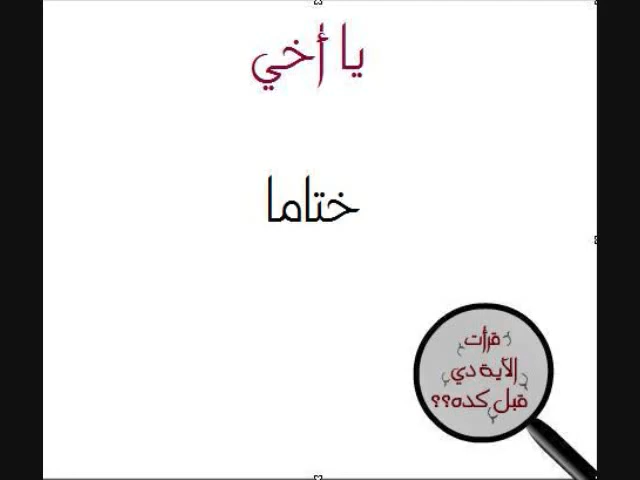 يا أخي
ختاما
قرأت
الآية دي
قبل كده؟؟